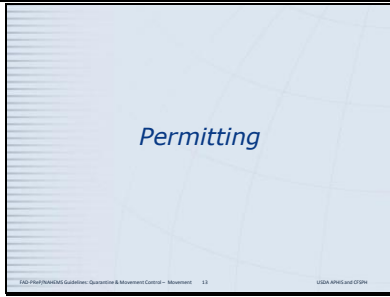 Permitting
FAD-PReP/NAHEMS Guidelines: Quarantine & Movement Control – Movement 13 USDA APHIS and CFSPH